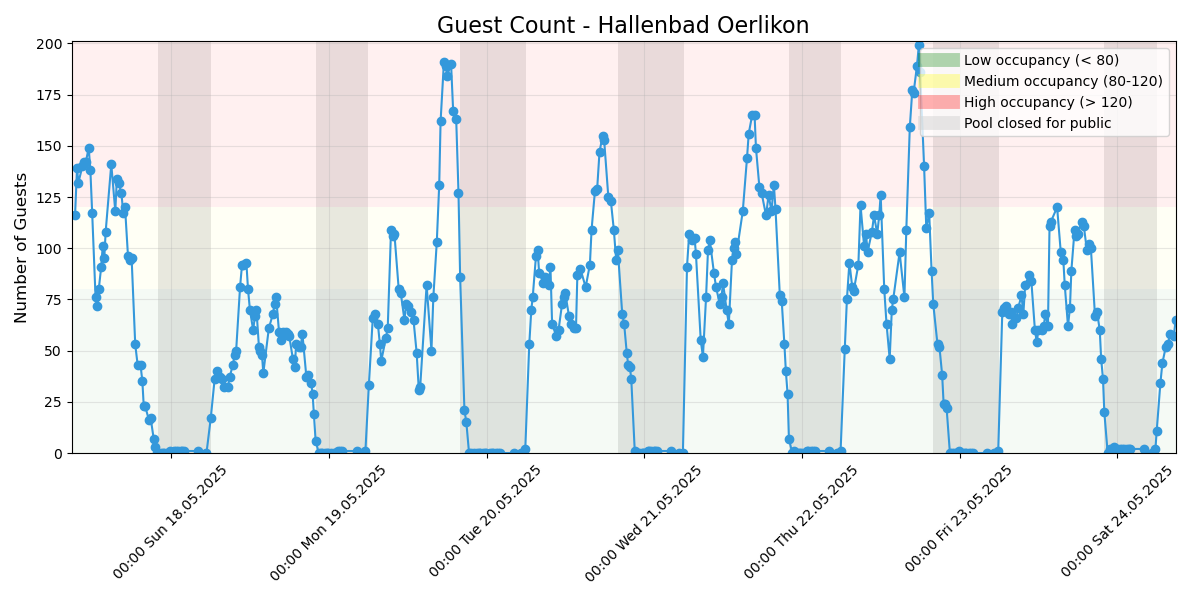 Guest Count - Hallenbad Oerlikon
Number of Guests
200
175
150
125
100
75
50
25
0
Low occupancy (< 80)
Medium occupancy (80-120)
High occupancy (> 120)
Pool closed for public
00:00 Sun 18.05.2025
00:00 Mon 19.05.2025
00:00 Tue 20.05.2025
00:00 Wed 21.05.2025
00:00 Thu 22.05.2025
00:00 Fri 23.05.2025
00:00 Sat 24.05.2025